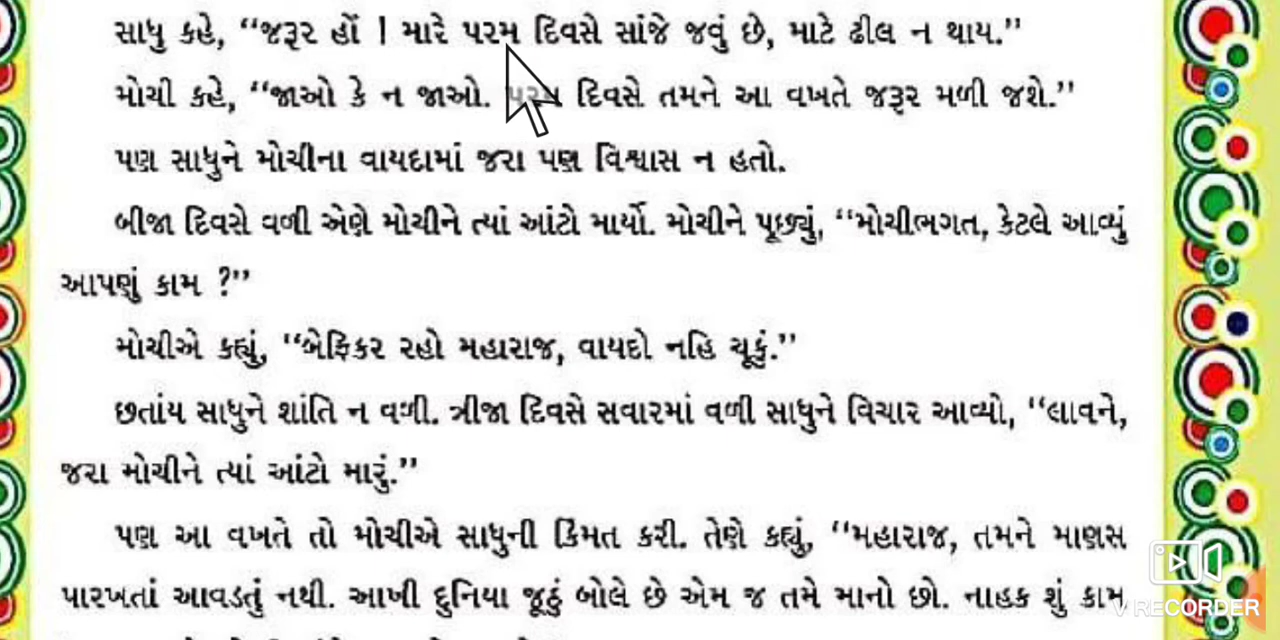 સાધુ કહે, “જરૂર હોં ! મારે પરમ દિવસે સાંજે જવું છે, માટે ઢીલ ન થાય.”
મોચી કહે, “જાઓ કે ન જાઓ. પરમ દિવસે તમને આ વખતે જરૂર મળી જશે.”
પણ સાધુને મોચીના વાયદામાં જરા પણ વિશ્વાસ ન હતો.
બીજા દિવસે વળી એણે મોચીને ત્યાં આંટો માર્યો. મોચીને પૂછ્યું, “મોચીભગત, કેટલે આવ્યું
આપણું કામ ?”
મોચીએ કહ્યું, “બેફિકર રહો મહારાજ, વાયદો નહિ ચૂકું.”
છતાંય સાધુને શાંતિ ન વળી. ત્રીજા દિવસે સવારમાં વળી સાધુને વિચાર આવ્યો, “લાવને,
જરા મોચીને ત્યાં આંટો મારું.”
પણ આ વખતે તો મોચીએ સાધુની કિંમત કરી. તેણે કહ્યું, “મહારાજ, તમને માણસ
પારખતાં આવડતું નથી. આખી દુનિયા જૂઠું બોલે છે એમ જ તમે માનો છો. નાહક શું કામ
V RECORDER